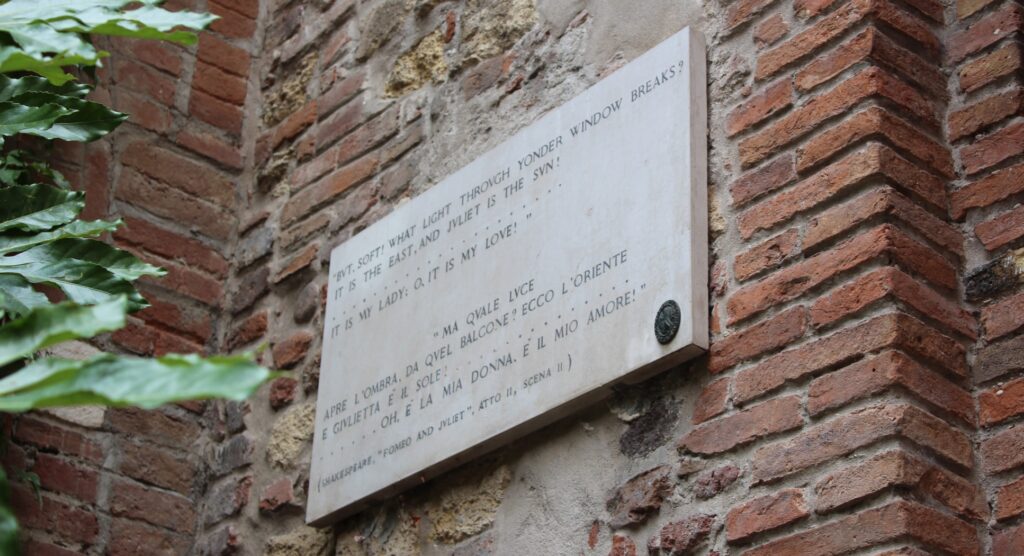 "BVT, SOFT! WHAT LIGHT THROVGH YONDER WINDOW BREAKS?
IT IS THE EAST, AND JVLIET IS THE SVN!
. . . . . . . . . . . . . . .
IT IS MY LADY; O, IT IS MY LOVE!"
"MA QVALE LVCE
APRE L'OMBRA, DA QVEL BALCONE? ECCO L'ORIENTE
E GIVLIETTA È IL SOLE! . . . . . . . . . .
. . . . . OH, È LA MIA DONNA, È IL MIO AMORE!"
(SHAKESPEARE, "ROMEO AND JVLIET", ATTO II, SCENA II)